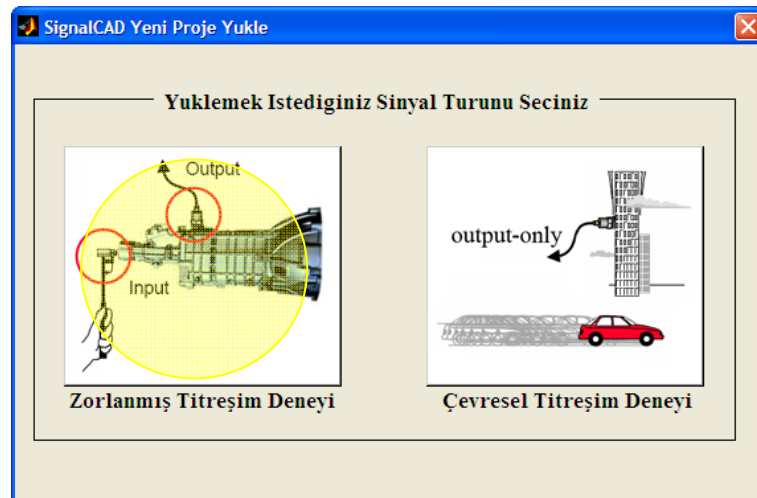 SignalCAD Yeni Proje Yukle
Yuklemek Istediginiz Sinyal Turunu Seciniz
Output
Input
output-only
Zorlanmış Titreşim Deneyi
Çevresel Titreşim Deneyi